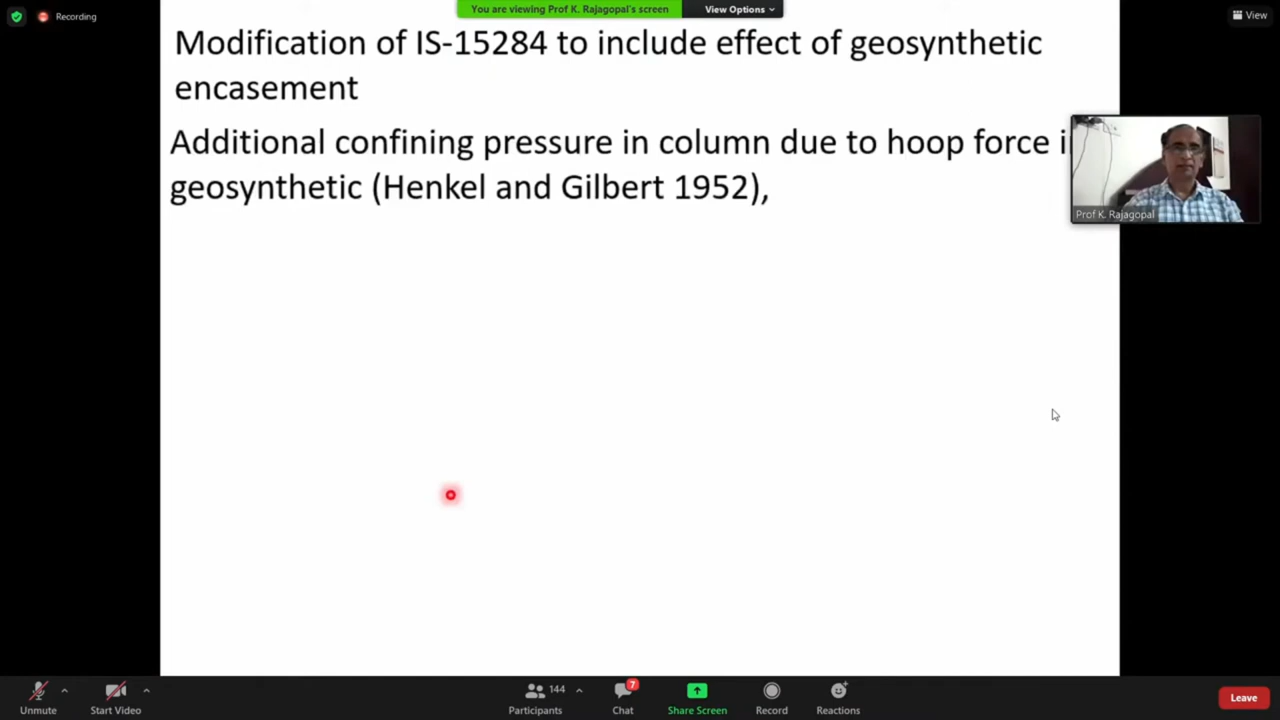 Recording
You are viewing Prof K. Rajagopal's screen
View Options
View
Modification of IS-15284 to include effect of geosynthetic
encasement
Additional confining pressure in column due to hoop force
geosynthetic (Henkel and Gilbert 1952),
Prof K. Rajagopal
Unmute
Start Video
144
Participants
7
Chat
Share Screen
Record
Reactions
Leave